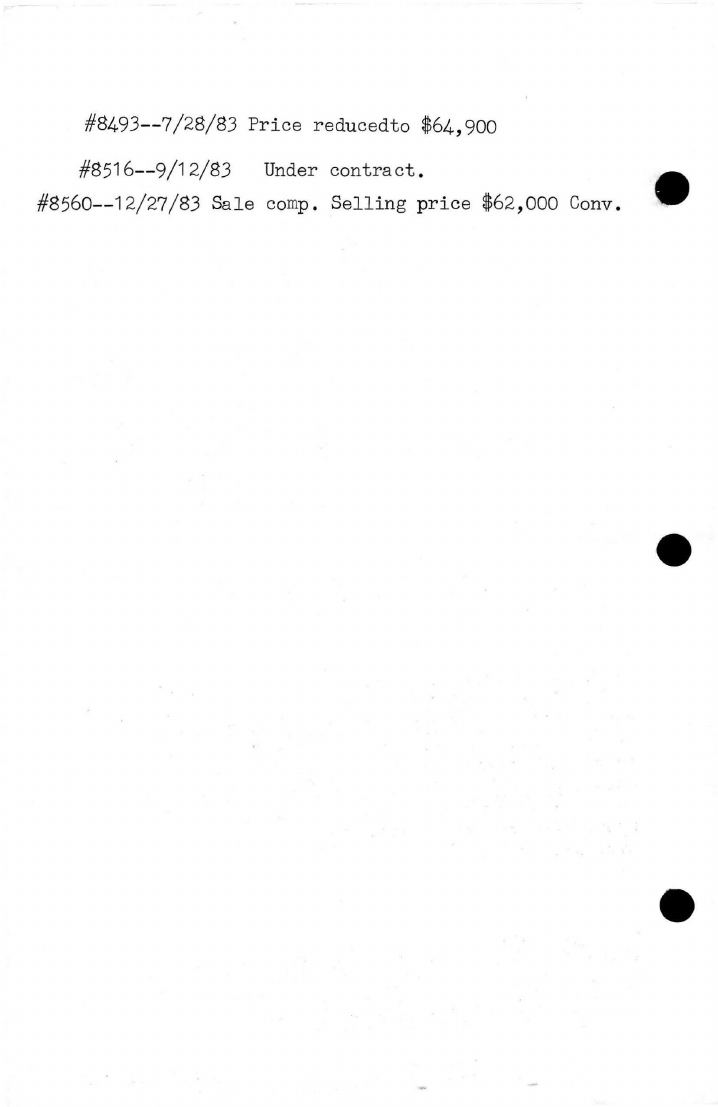 #8493--7/28/83 Price reducedto $64,900
#8516--9/12/83 Under contract.
#8560--12/27/83 Sale comp. Selling price $62,000 Conv.